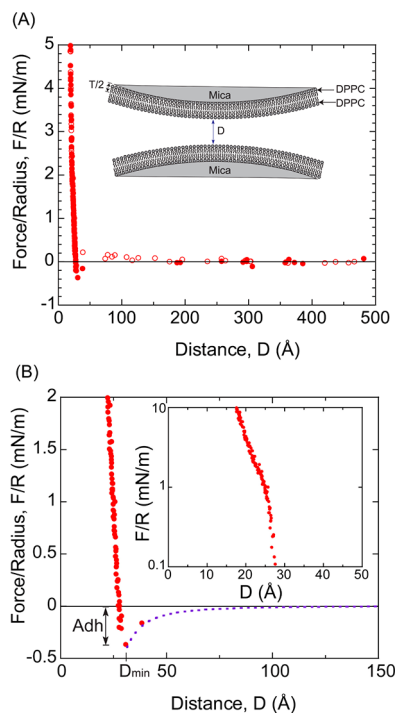 (A)
5
4
3
2
1
0
-1
Force/Radius, F/R (mN/m)
T/2
Mica
DPPC
DPPC
D
Mica
0 100 200 300 400 500
Distance, D (Å)
(B)
2
1.5
1
0.5
0
-0.5
Force/Radius, F/R (mN/m)
10
1
0.1
F/R (mN/m)
0 10 20 30 40 50
D (Å)
Adh
0 Dmin 50 100 150
Distance, D (Å)